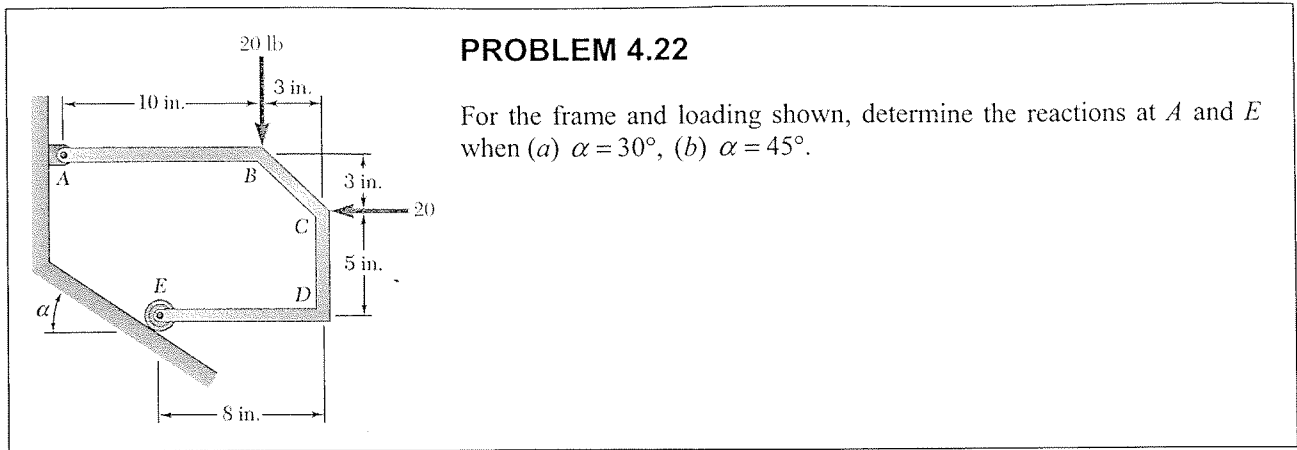 PROBLEM 4.22
For the frame and loading shown, determine the reactions at A and E
when (a) α = 30°, (b) α = 45°.
20 lb
3 in.
10 in.
A
B
3 in.
20
C
5 in.
E
D
α
8 in.